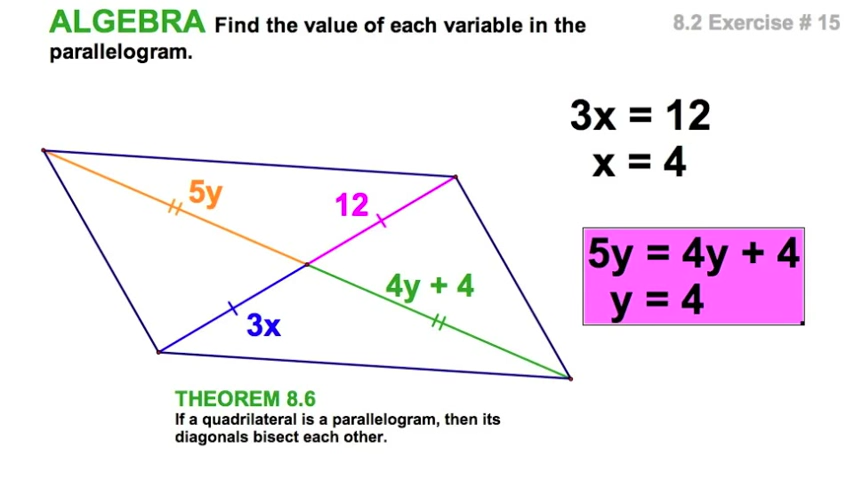 ALGEBRA Find the value of each variable in the
parallelogram.
8.2 Exercise # 15
3x = 12
x = 4
5y
12
4y + 4
3x
5y = 4y + 4
y = 4
THEOREM 8.6
If a quadrilateral is a parallelogram, then its
diagonals bisect each other.